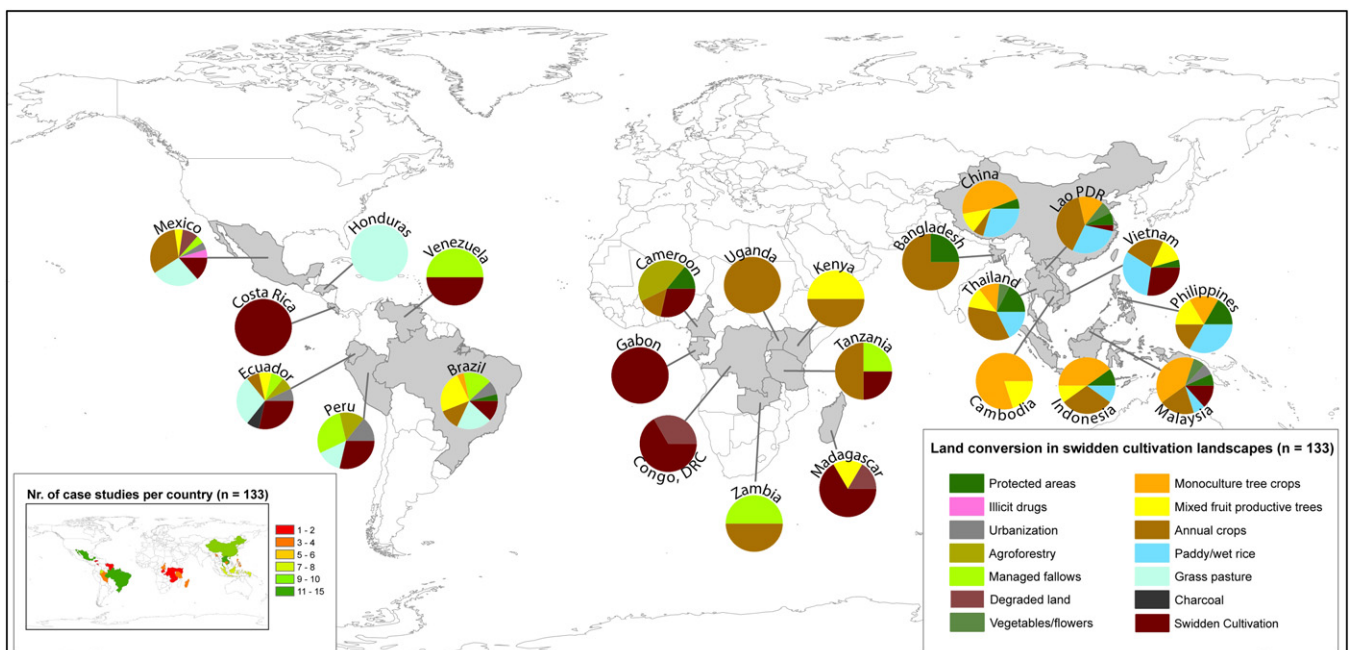 China
Lao PDR
Bangladesh
Vietnam
Mexico
Honduras
Venezuela
Cameroon
Uganda
Kenya
Thailand
Philippines
Costa Rica
Gabon
Tanzania
Ecuador
Brazil
Cambodia
Indonesia
Malaysia
Peru
Congo, DRC
Madagascar
Zambia
Nr. of case studies per country (n = 133)
1 - 2
3 - 4
5 - 6
7 - 8
9 - 10
11 - 15
Land conversion in swidden cultivation landscapes (n = 133)
Protected areas
Illicit drugs
Urbanization
Agroforestry
Managed fallows
Degraded land
Vegetables/flowers
Monoculture tree crops
Mixed fruit productive trees
Annual crops
Paddy/wet rice
Grass pasture
Charcoal
Swidden Cultivation